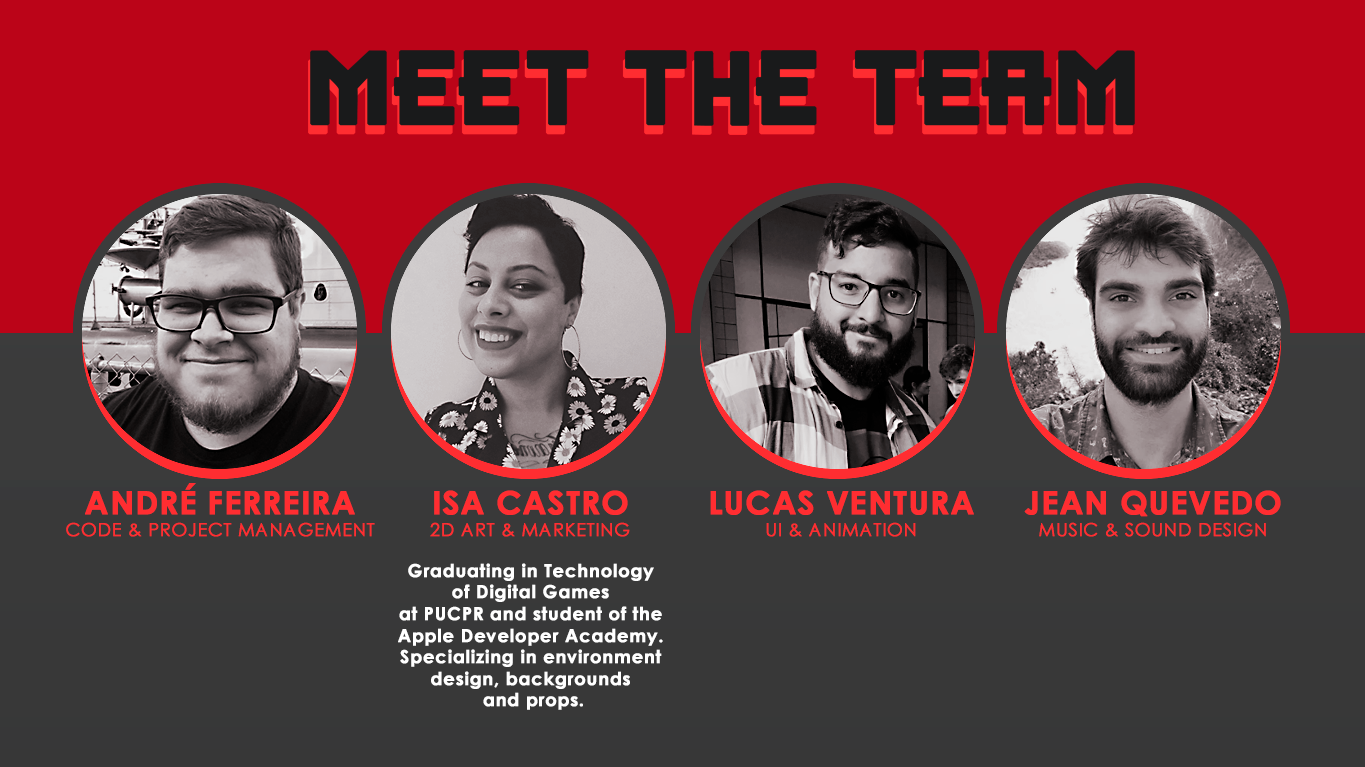 MEET THE TEAM
ANDRÉ FERREIRA
CODE & PROJECT MANAGEMENT
ISA CASTRO
2D ART & MARKETING
Graduating in Technology
of Digital Games
at PUCPR and student of the
Apple Developer Academy.
Specializing in environment
design, backgrounds
and props.
LUCAS VENTURA
UI & ANIMATION
JEAN QUEVEDO
MUSIC & SOUND DESIGN